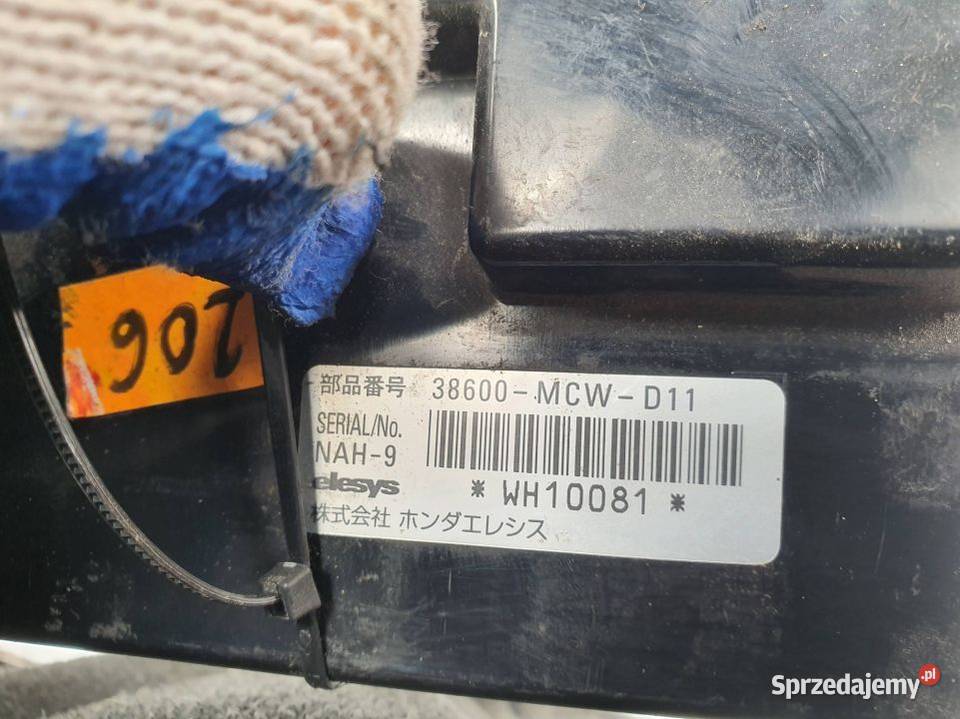 206
部品番号 38600-MCW-D11
SERIAL/No.
NAH-9
elesys
* WH10081 *
株式会社 ホンダエレシス
Sprzedajemy.pl